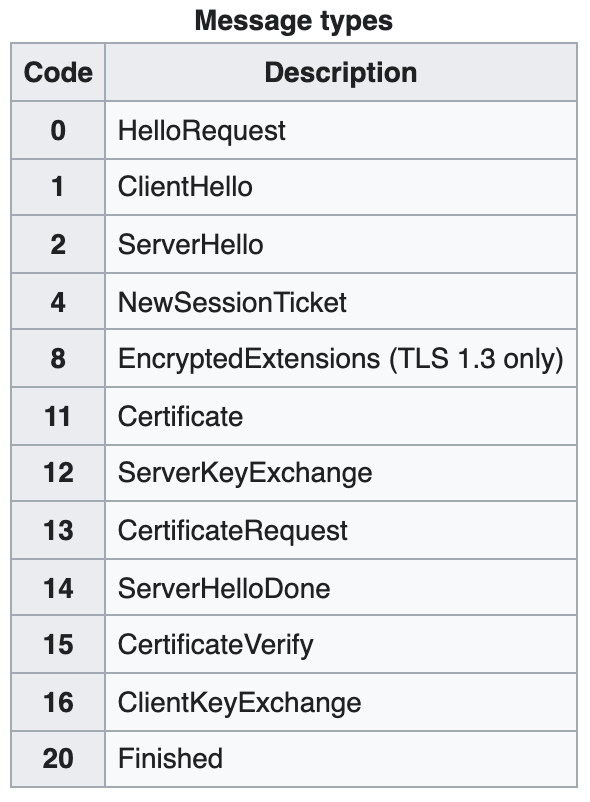 Message types
Code Description
0 HelloRequest
1 ClientHello
2 ServerHello
4 NewSessionTicket
8 EncryptedExtensions (TLS 1.3 only)
11 Certificate
12 ServerKeyExchange
13 CertificateRequest
14 ServerHelloDone
15 CertificateVerify
16 ClientKeyExchange
20 Finished